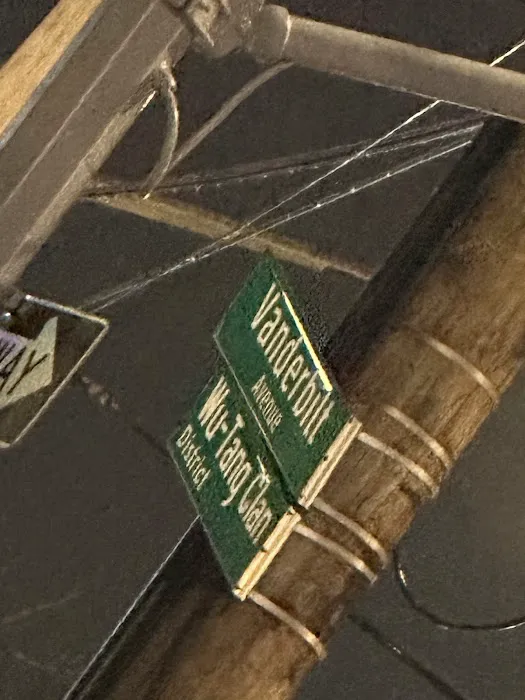 Vanderbilt
Avenue
Wu-Tang Clan
District
WAY